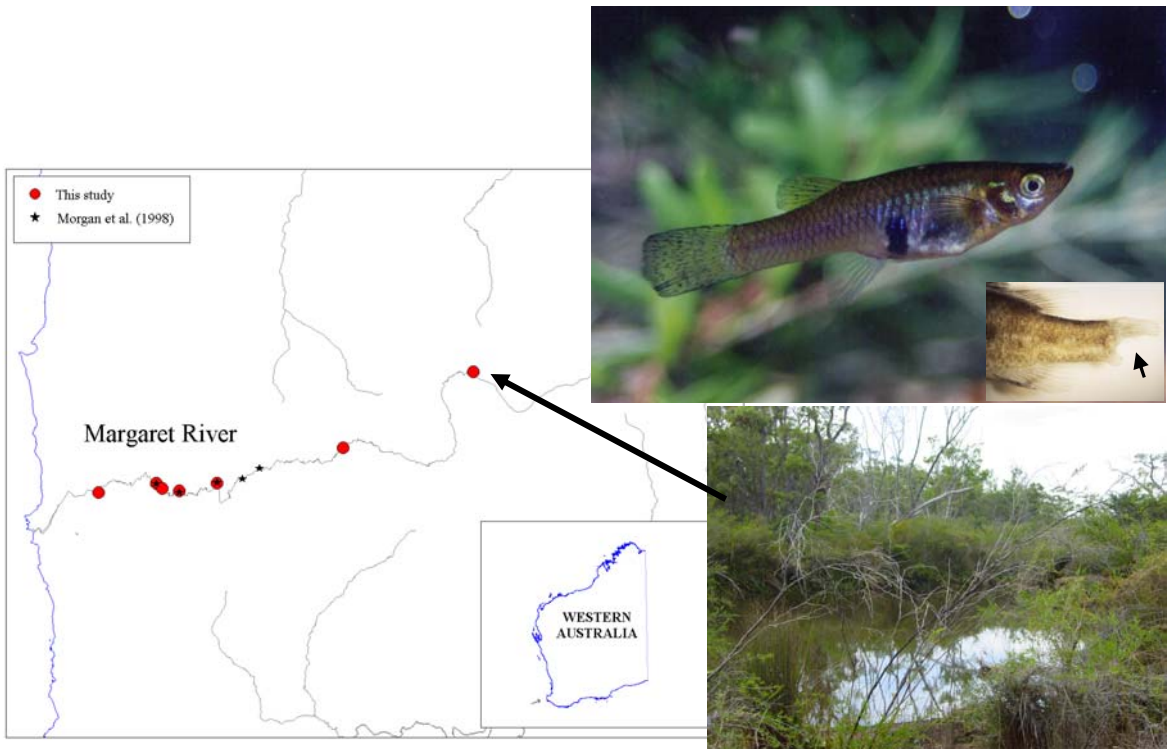 This study
Morgan et al. (1998)
Margaret River
WESTERN
AUSTRALIA